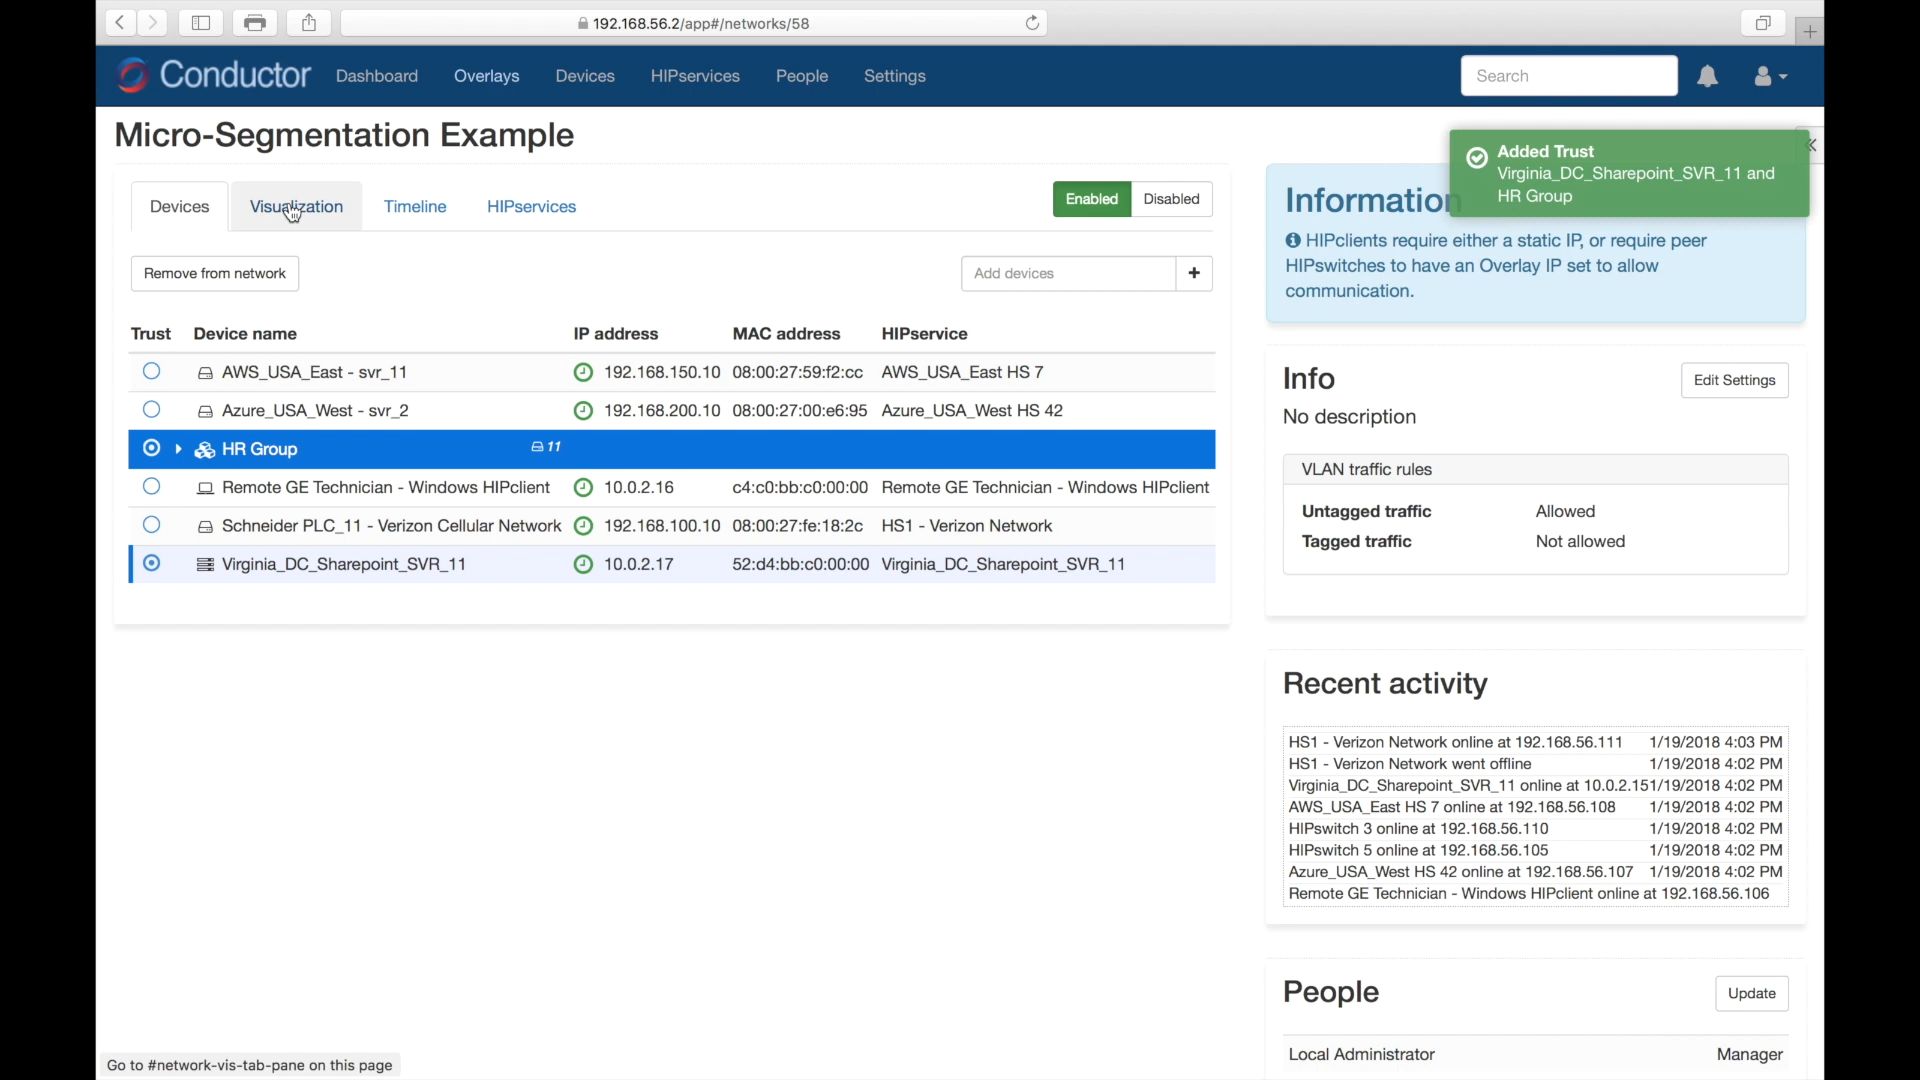 192.168.56.2/app#/networks/58
Conductor Dashboard Overlays Devices HIPservices People Settings Search
Micro-Segmentation Example
Added Trust
Virginia_DC_Sharepoint_SVR_11 and
HR Group
Devices Visualization Timeline HIPservices Enabled Disabled
Information
HIPclients require either a static IP, or require peer
HIPswitches to have an Overlay IP set to allow
communication.
Remove from network Add devices +
Trust Device name IP address MAC address HIPservice
AWS_USA_East - svr_11 192.168.150.10 08:00:27:59:f2:cc AWS_USA_East HS 7
Azure_USA_West - svr_2 192.168.200.10 08:00:27:00:e6:95 Azure_USA_West HS 42
HR Group 11
Remote GE Technician - Windows HIPclient 10.0.2.16 c4:c0:bb:c0:00:00 Remote GE Technician - Windows HIPclient
Schneider PLC_11 - Verizon Cellular Network 192.168.100.10 08:00:27:fe:18:2c HS1 - Verizon Network
Virginia_DC_Sharepoint_SVR_11 10.0.2.17 52:d4:bb:c0:00:00 Virginia_DC_Sharepoint_SVR_11
Info Edit Settings
No description
VLAN traffic rules
Untagged traffic Allowed
Tagged traffic Not allowed
Recent activity
HS1 - Verizon Network online at 192.168.56.111 1/19/2018 4:03 PM
HS1 - Verizon Network went offline 1/19/2018 4:02 PM
Virginia_DC_Sharepoint_SVR_11 online at 10.0.2.15 1/19/2018 4:02 PM
AWS_USA_East HS 7 online at 192.168.56.108 1/19/2018 4:02 PM
HIPswitch 3 online at 192.168.56.110 1/19/2018 4:02 PM
HIPswitch 5 online at 192.168.56.105 1/19/2018 4:02 PM
Azure_USA_West HS 42 online at 192.168.56.107 1/19/2018 4:02 PM
Remote GE Technician - Windows HIPclient online at 192.168.56.106
People Update
Local Administrator Manager
Go to #network-vis-tab-pane on this page